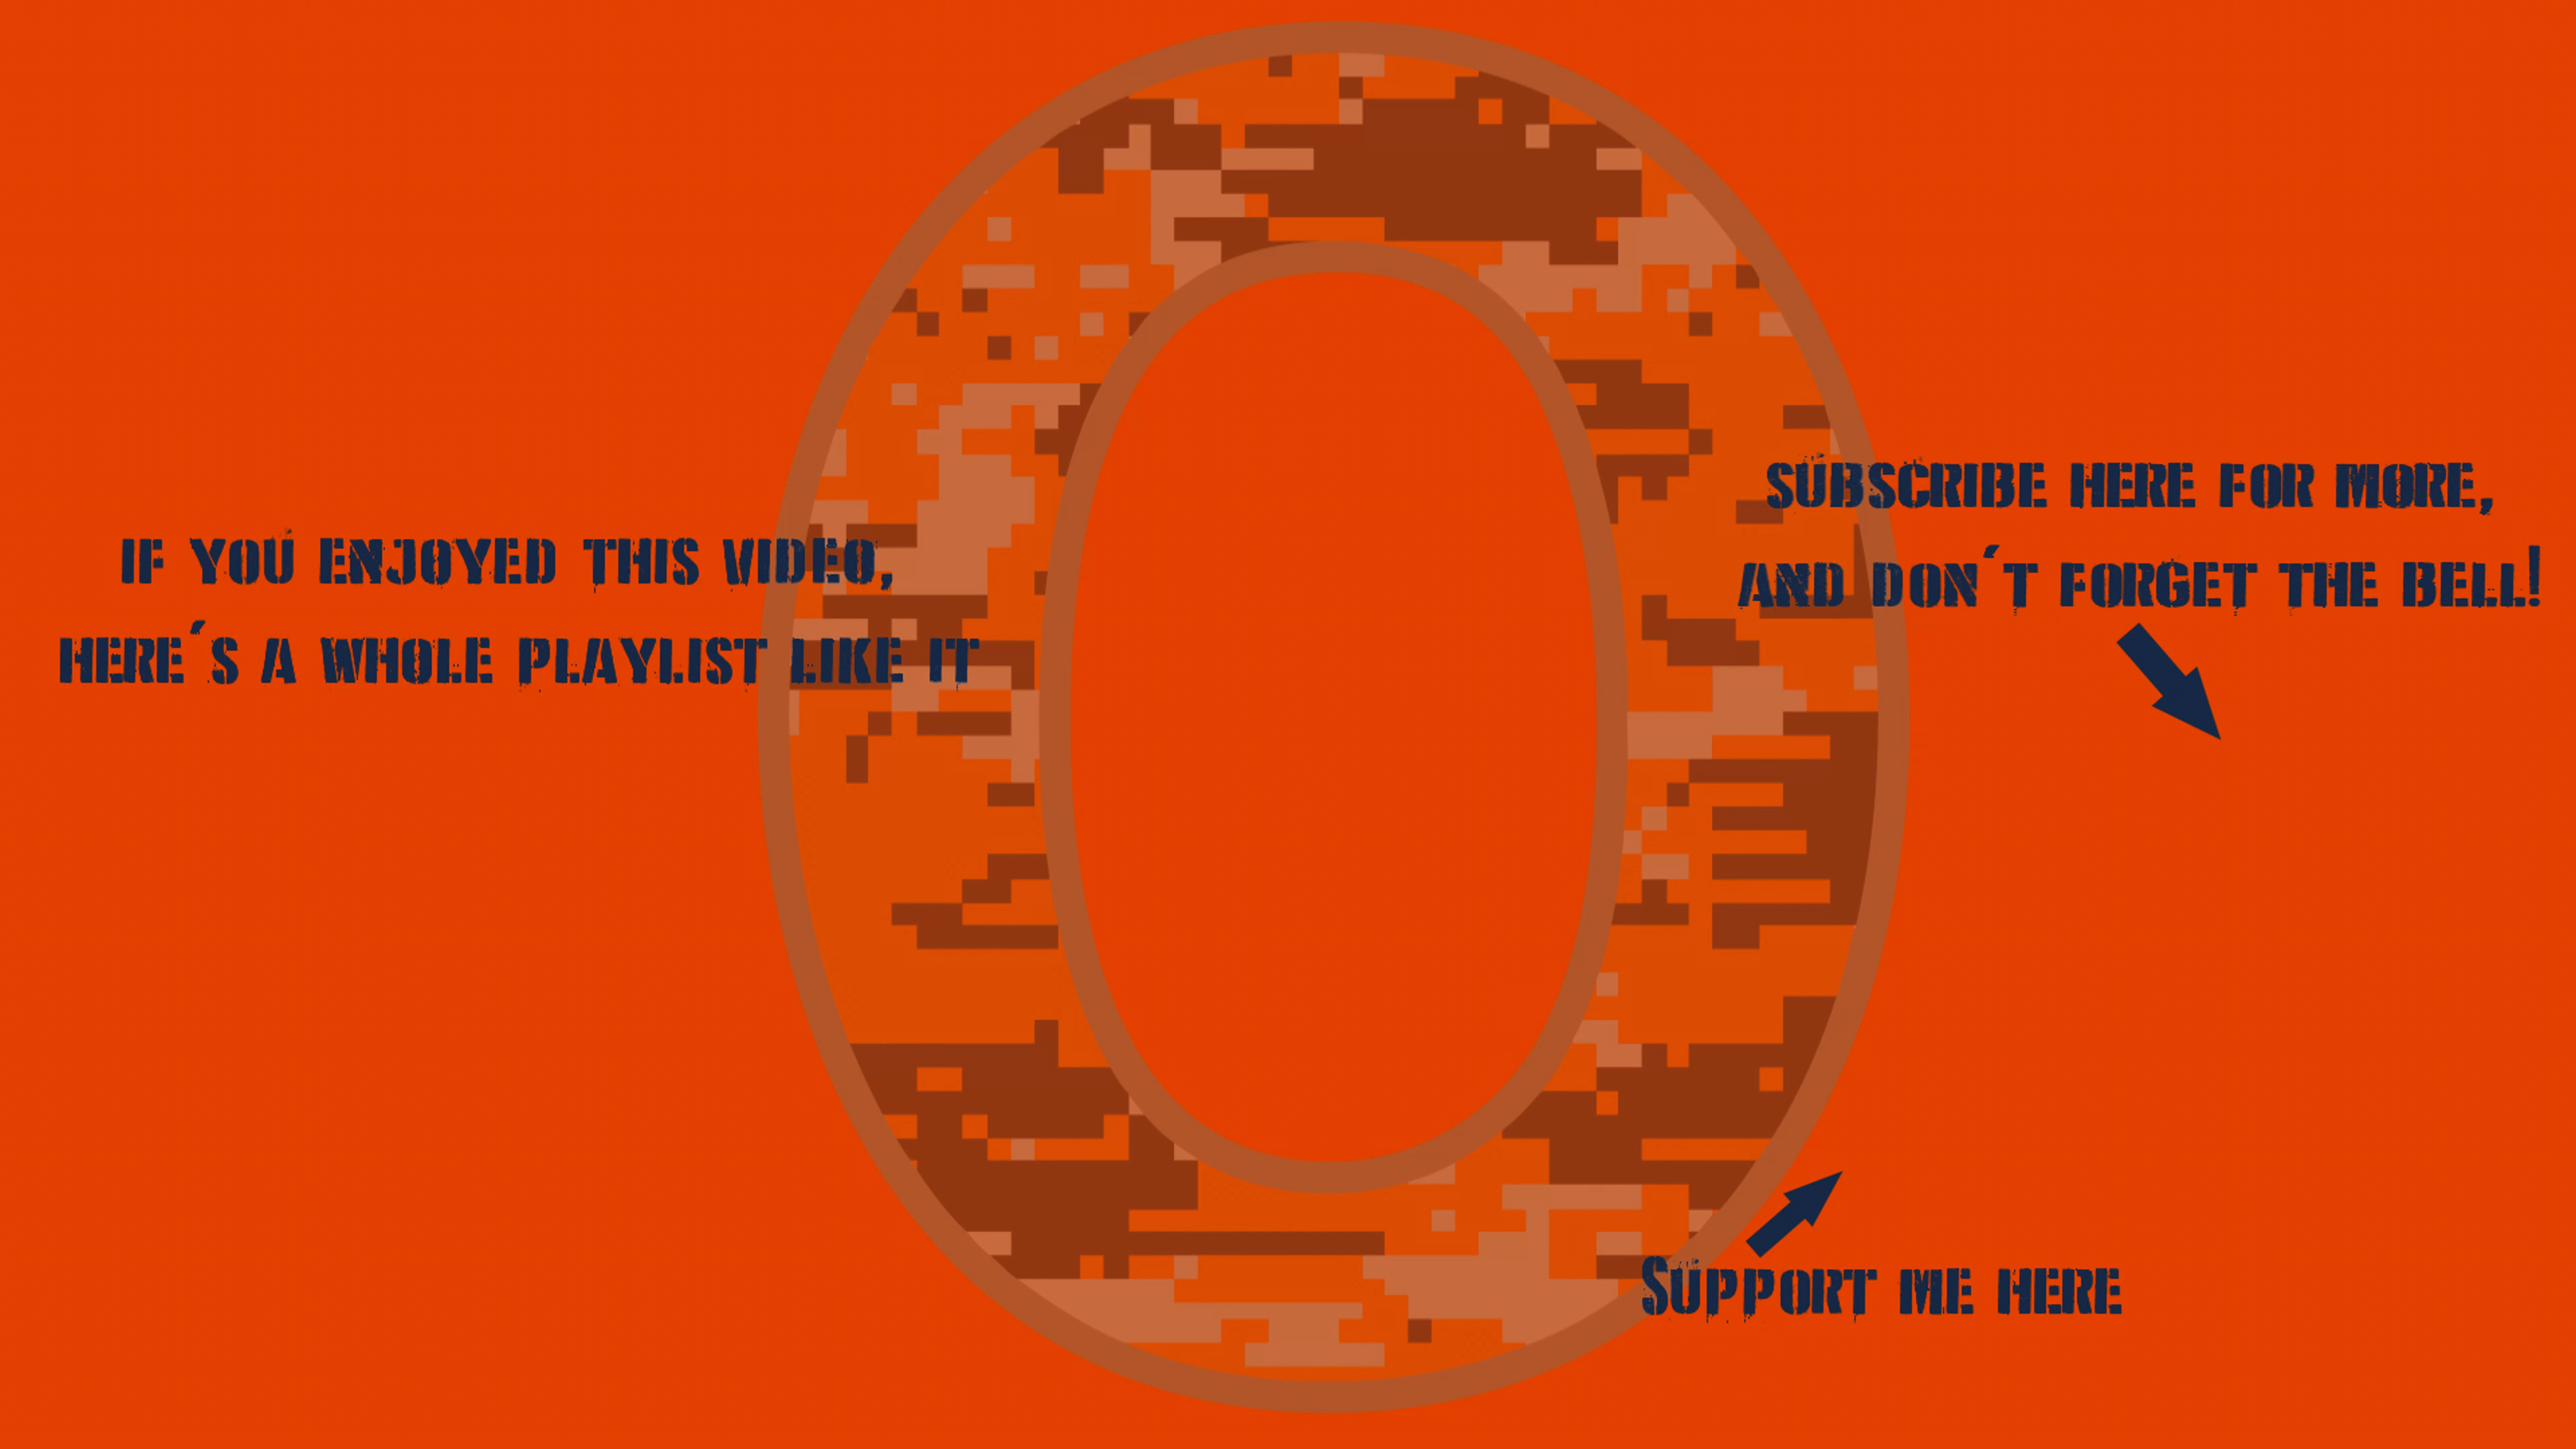 IF YOU ENJOYED THIS VIDEO,
HERE´S A WHOLE PLAYLIST LIKE IT
SUBSCRIBE HERE FOR MORE,
AND DON´T FORGET THE BELL!
SUPPORT ME HERE
O